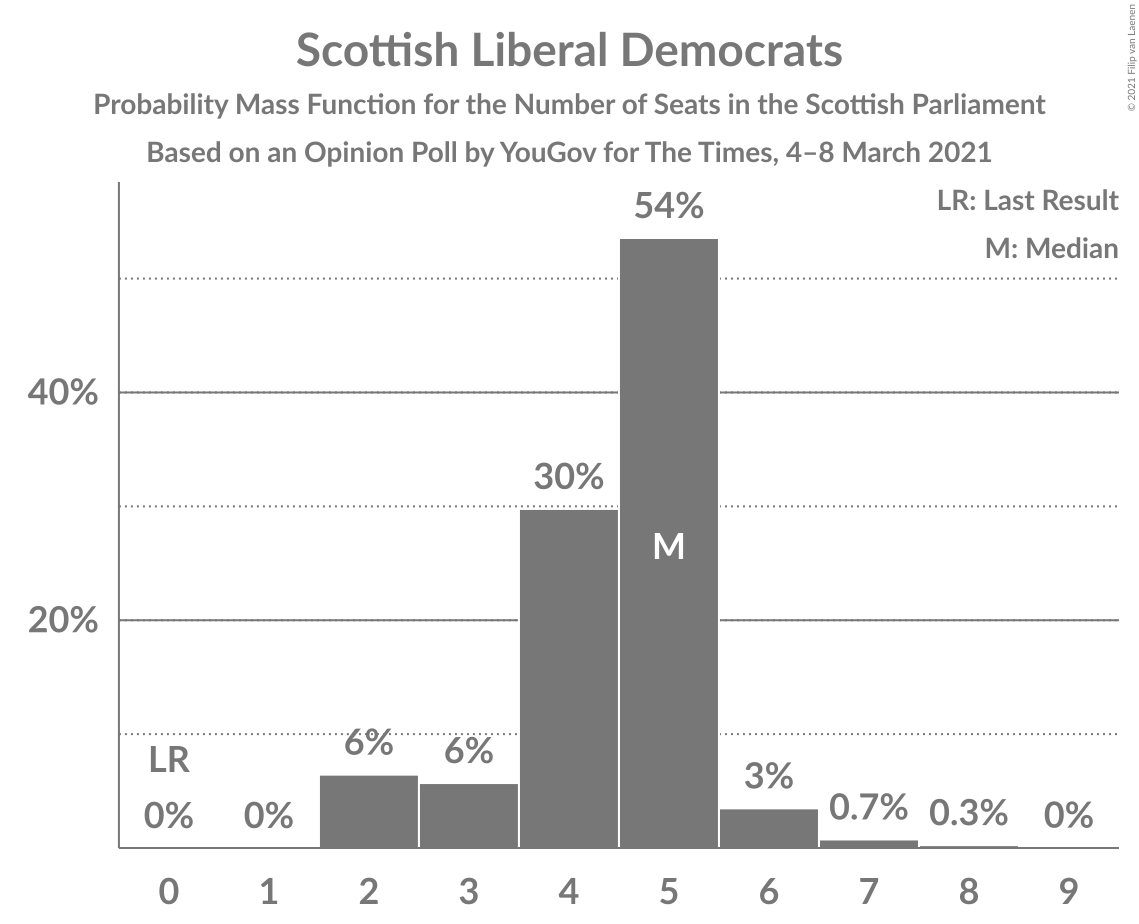 Scottish Liberal Democrats
Probability Mass Function for the Number of Seats in the Scottish Parliament
Based on an Opinion Poll by YouGov for The Times, 4–8 March 2021
© 2021 Filip van Laenen
LR: Last Result
M: Median
54%
40%
30%
M
20%
LR
6%
6%
3%
0%
0%
0.7%
0.3%
0%
0 1 2 3 4 5 6 7 8 9